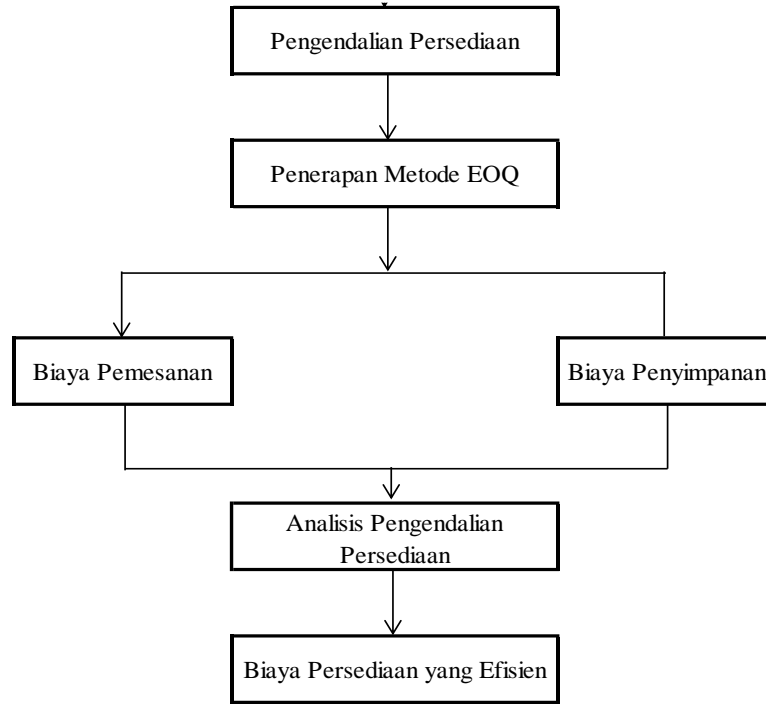 Pengendalian Persediaan
Penerapan Metode EOQ
Biaya Pemesanan
Biaya Penyimpanan
Analisis Pengendalian
Persediaan
Biaya Persediaan yang Efisien